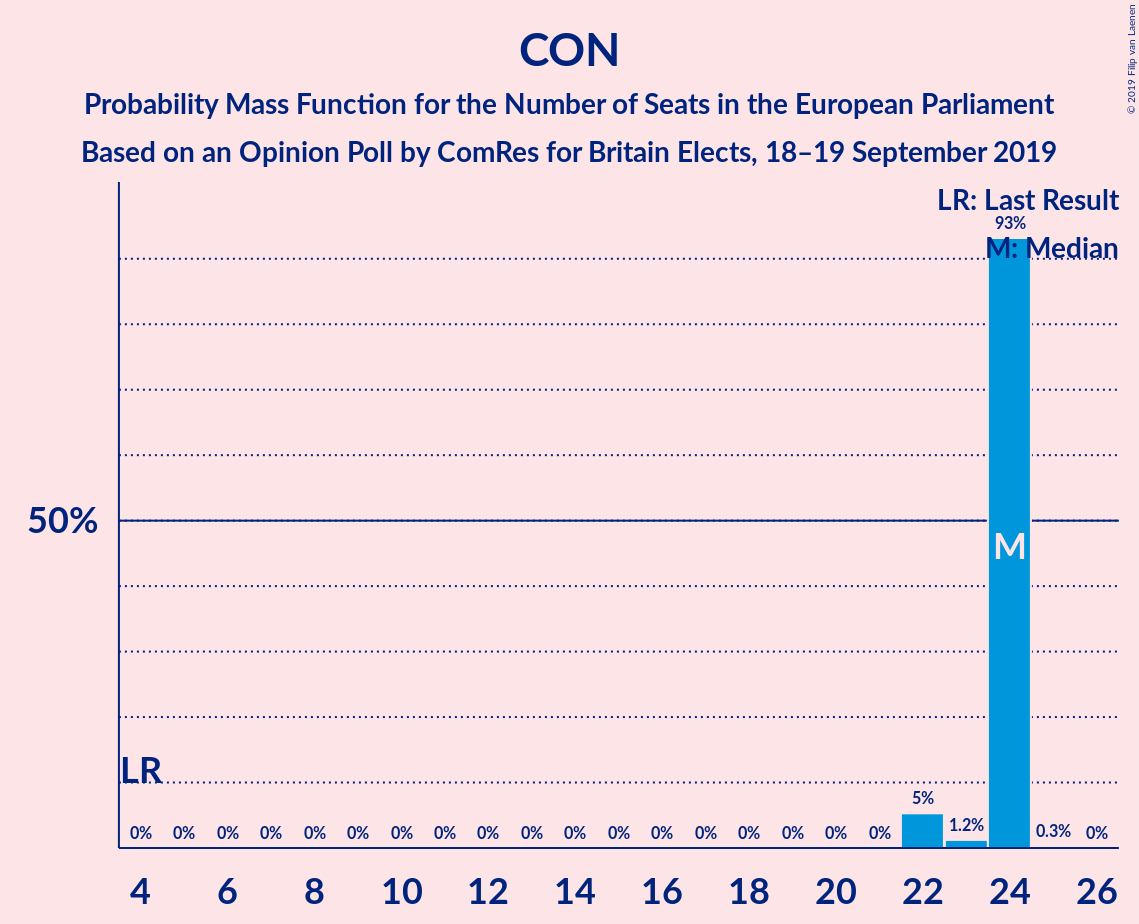 CON
Probability Mass Function for the Number of Seats in the European Parliament
Based on an Opinion Poll by ComRes for Britain Elects, 18–19 September 2019
© 2019 Filip van Laenen
LR: Last Result
93%
M: Median
50%
M
LR
5%
0% 0% 0% 0% 0% 0% 0% 0% 0% 0% 0% 0% 0% 0% 0% 0% 0% 0% 1.2% 0.3% 0%
4 6 8 10 12 14 16 18 20 22 24 26